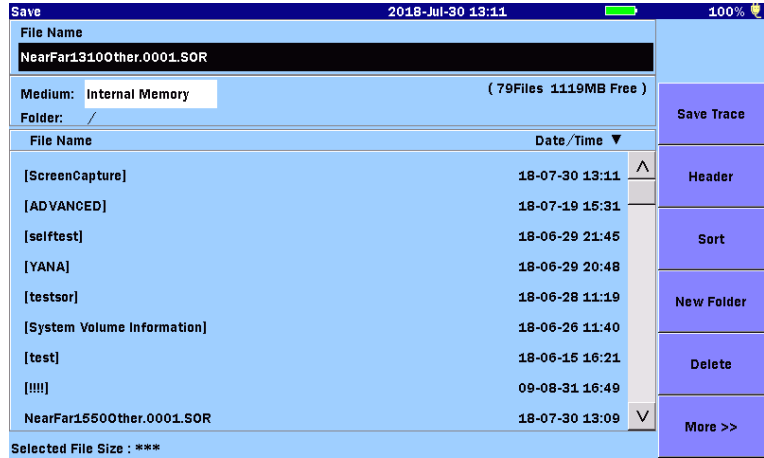 Save 2018-Jul-30 13:11 100%
File Name
NearFar1310Other.0001.SOR
Medium: Internal Memory ( 79Files 1119MB Free )
Folder: /
File Name Date/Time ▼
[ScreenCapture] 18-07-30 13:11
[ADVANCED] 18-07-19 15:31
[selftest] 18-06-29 21:45
[YANA] 18-06-29 20:48
[testsor] 18-06-28 11:19
[System Volume Information] 18-06-26 11:40
[test] 18-06-15 16:21
[!!!!] 09-08-31 16:49
NearFar1550Other.0001.SOR 18-07-30 13:09
Selected File Size : ***
Save Trace
Header
Sort
New Folder
Delete
More >>